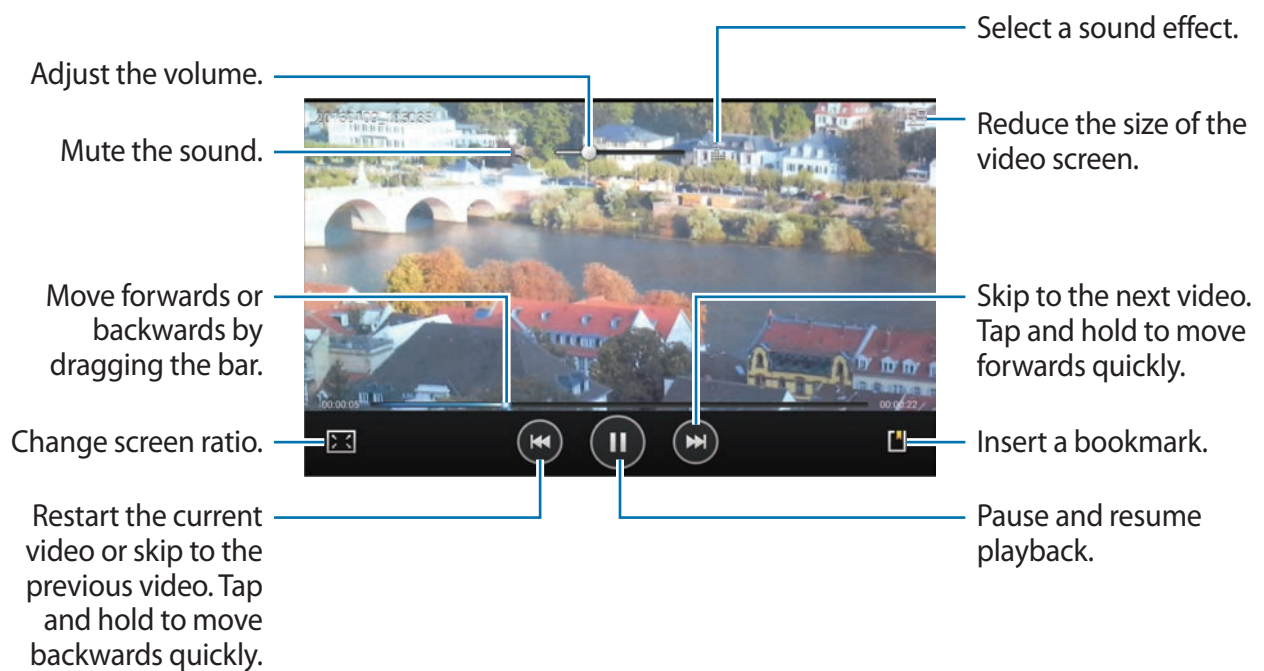 Select a sound effect.
Adjust the volume.
Mute the sound.
Reduce the size of the
video screen.
Move forwards or
backwards by
dragging the bar.
Skip to the next video.
Tap and hold to move
forwards quickly.
00:00:05
00:00:22
Change screen ratio.
Insert a bookmark.
Restart the current
video or skip to the
previous video. Tap
and hold to move
backwards quickly.
Pause and resume
playback.